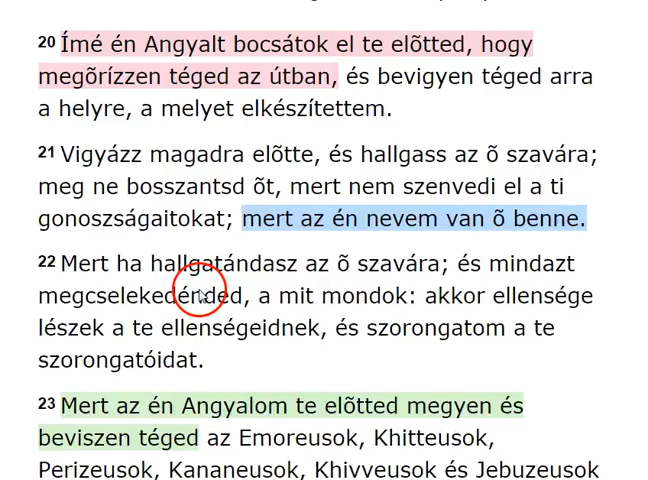 20 Ímé én Angyalt bocsátok el te elõtted, hogy
megõrízzen téged az útban, és bevigyen téged arra
a helyre, a melyet elkészítettem.
21 Vigyázz magadra elõtte, és hallgass az õ szavára;
meg ne bosszantsd õt, mert nem szenvedi el a ti
gonoszságaitokat; mert az én nevem van õ benne.
22 Mert ha hallgatándasz az õ szavára; és mindazt
megcselekedénded, a mit mondok: akkor ellensége
lészek a te ellenségeidnek, és szorongatom a te
szorongatóidat.
23 Mert az én Angyalom te elõtted megyen és
beviszen téged az Emoreusok, Khitteusok,
Perizeusok, Kananeusok, Khivveusok és Jebuzeusok